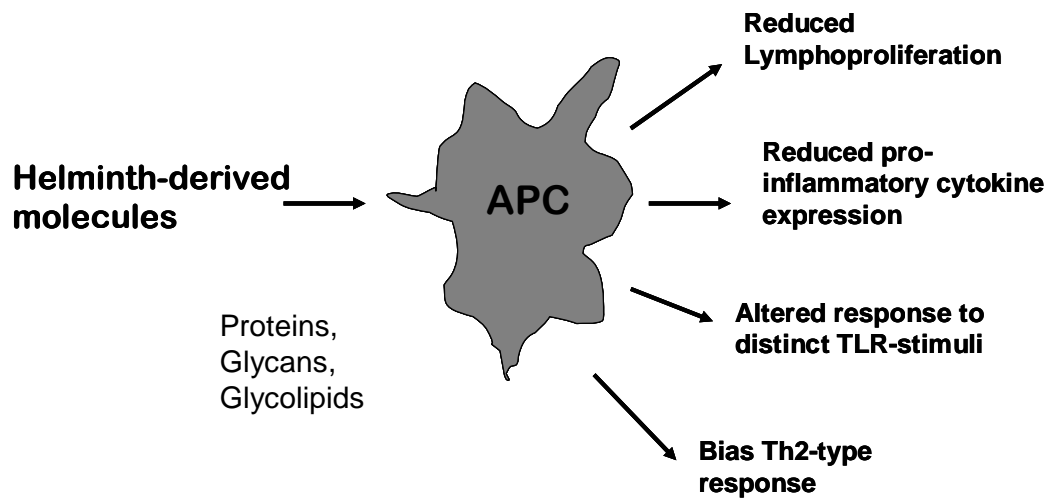 Helminth-derived
molecules
Proteins,
Glycans,
Glycolipids
APC
Reduced
Lymphoproliferation
Reduced pro-
inflammatory cytokine
expression
Altered response to
distinct TLR-stimuli
Bias Th2-type
response